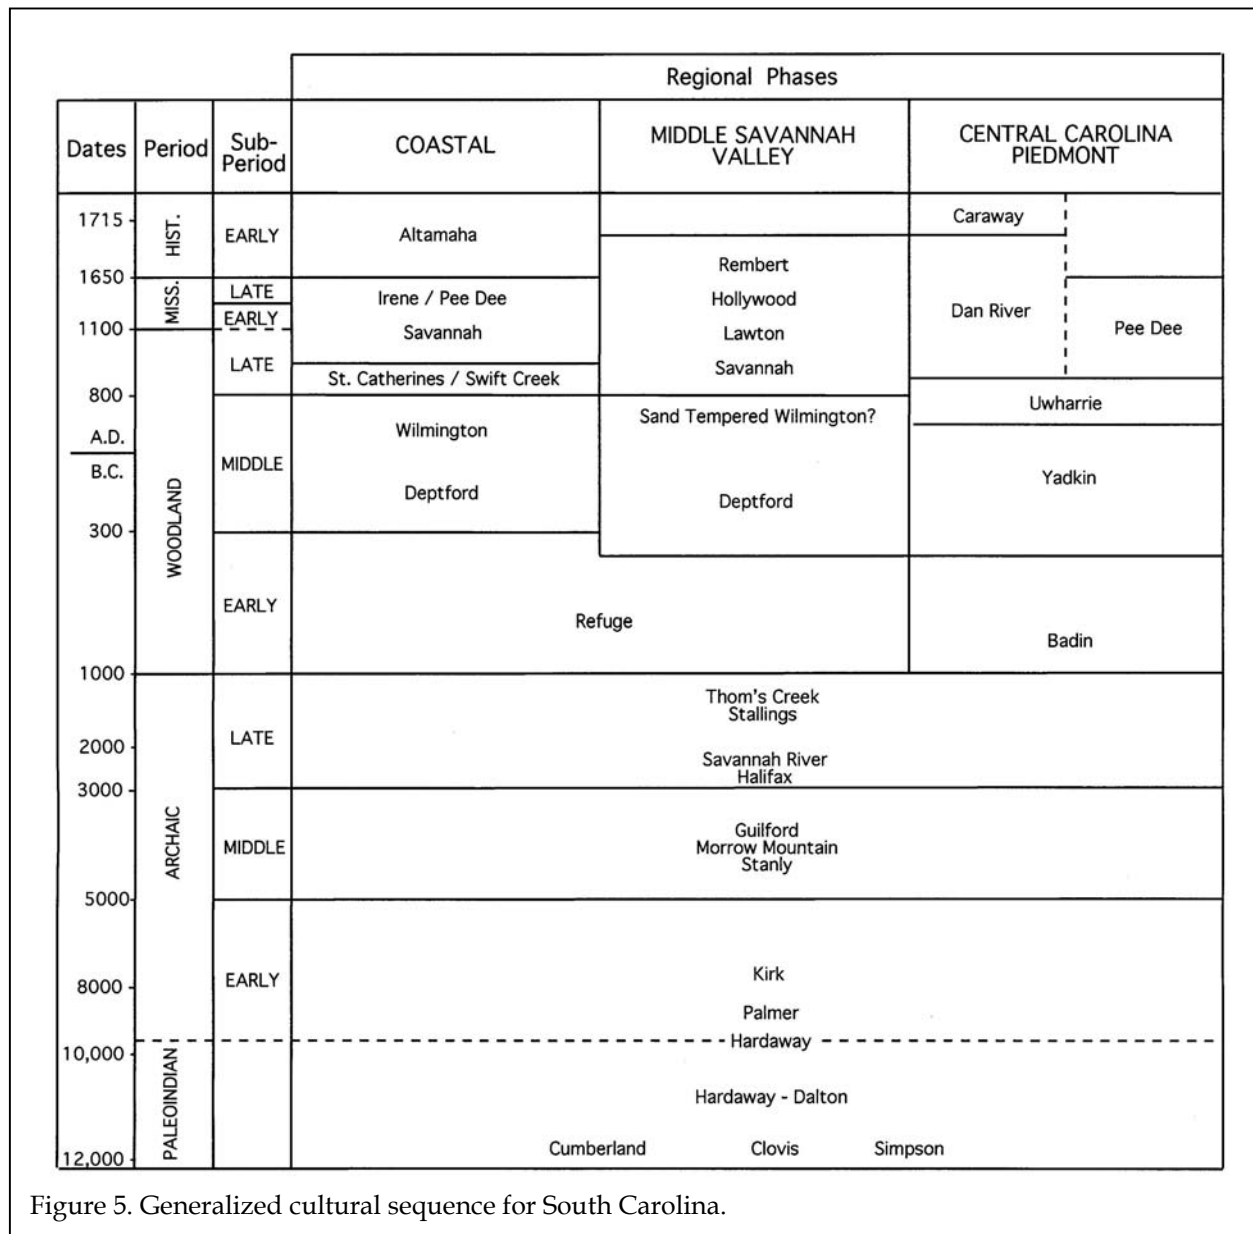 Regional Phases
Dates
Period
Sub-
Period
COASTAL
MIDDLE SAVANNAH
VALLEY
CENTRAL CAROLINA
PIEDMONT
1715
HIST.
EARLY
Altamaha
Caraway
1650
MISS.
LATE
EARLY
Irene / Pee Dee
Savannah
Rembert
Hollywood
Lawton
Savannah
Dan River
Pee Dee
1100
WOODLAND
LATE
St. Catherines / Swift Creek
800
Uwharrie
A.D.
B.C.
MIDDLE
Wilmington
Deptford
Sand Tempered Wilmington?
Deptford
Yadkin
300
EARLY
Refuge
Badin
1000
ARCHAIC
LATE
Thom's Creek
Stallings
2000
Savannah River
Halifax
3000
MIDDLE
Guilford
Morrow Mountain
Stanly
5000
EARLY
Kirk
8000
Palmer
Hardaway
10,000
PALEOINDIAN
Hardaway - Dalton
Cumberland Clovis Simpson
12,000
Figure 5. Generalized cultural sequence for South Carolina.